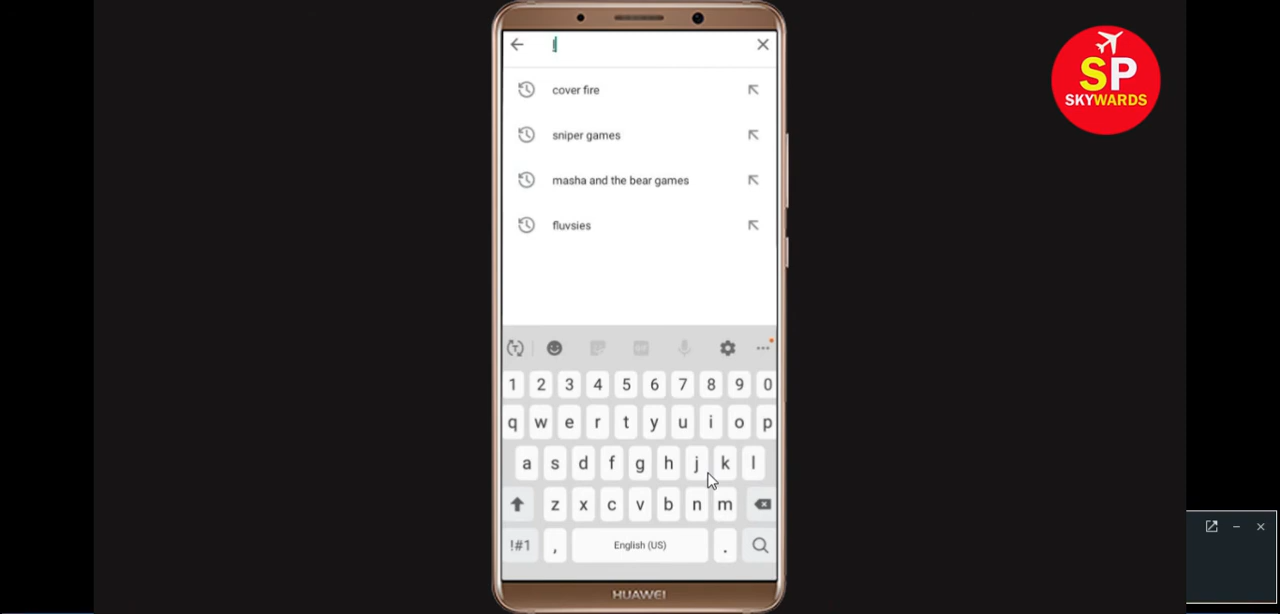 SP
SKYWARDS
cover fire
sniper games
masha and the bear games
fluvsies
1 2 3 4 5 6 7 8 9 0
q w e r t y u i o p
a s d f g h j k l
z x c v b n m
!#1 , English (US) .
HUAWEI